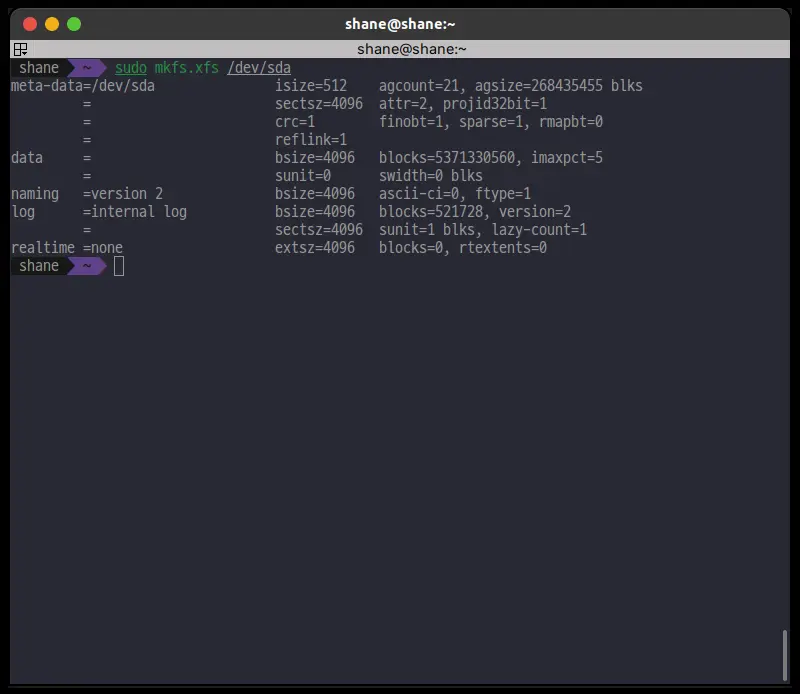 shane@shane:~
shane@shane:~
shane ~ sudo mkfs.xfs /dev/sda
meta-data=/dev/sda isize=512 agcount=21, agsize=268435455 blks
= sectsz=4096 attr=2, projid32bit=1
= crc=1 finobt=1, sparse=1, rmapbt=0
= reflink=1
data = bsize=4096 blocks=5371330560, imaxpct=5
= sunit=0 swidth=0 blks
naming =version 2 bsize=4096 ascii-ci=0, ftype=1
log =internal log bsize=4096 blocks=521728, version=2
= sectsz=4096 sunit=1 blks, lazy-count=1
realtime =none extsz=4096 blocks=0, rtextents=0
shane ~